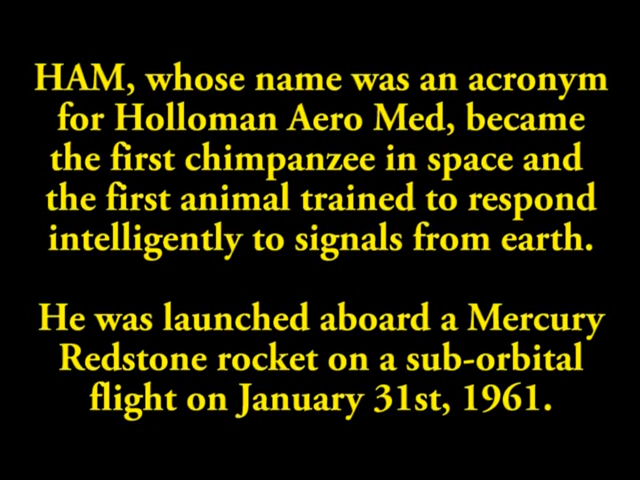 HAM, whose name was an acronym
for Holloman Aero Med, became
the first chimpanzee in space and
the first animal trained to respond
intelligently to signals from earth.
He was launched aboard a Mercury
Redstone rocket on a sub-orbital
flight on January 31st, 1961.